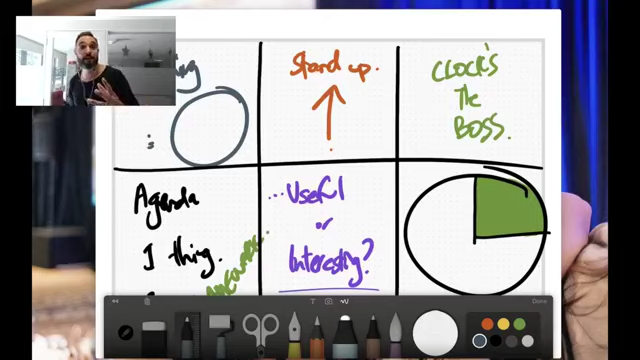 Stand up.
CLOCK'S
THE
BOSS.
Agenda
1 thing.
...Useful
or
Interesting?
Done